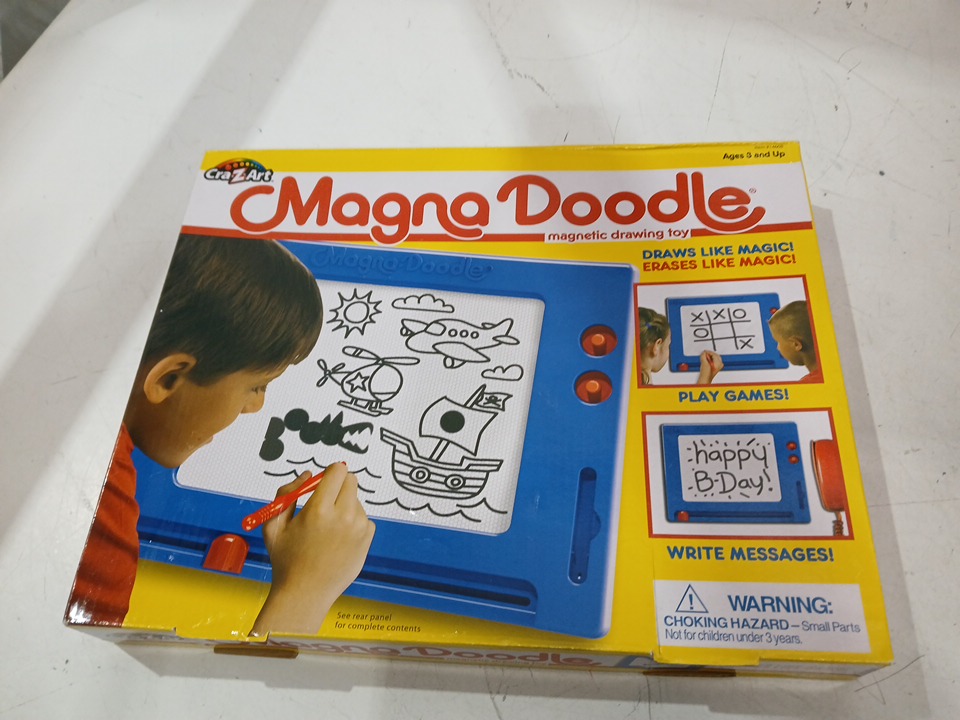 Ages 3 and Up
Cra-Z-Art
Magna Doodle®
magnetic drawing toy
DRAWS LIKE MAGIC!
ERASES LIKE MAGIC!
Magna Doodle
X X O
O
X
PLAY GAMES!
happy
B-Day!
WRITE MESSAGES!
See rear panel
for complete contents
WARNING:
CHOKING HAZARD – Small Parts
Not for children under 3 years.
Magna Doodle